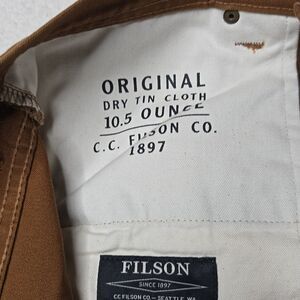 ORIGINAL
DRY TIN CLOTH
10.5 OUNCE
C.C. FILSON CO.
1897
FILSON
SINCE 1897
C.C. FILSON CO.—SEATTLE, WA.